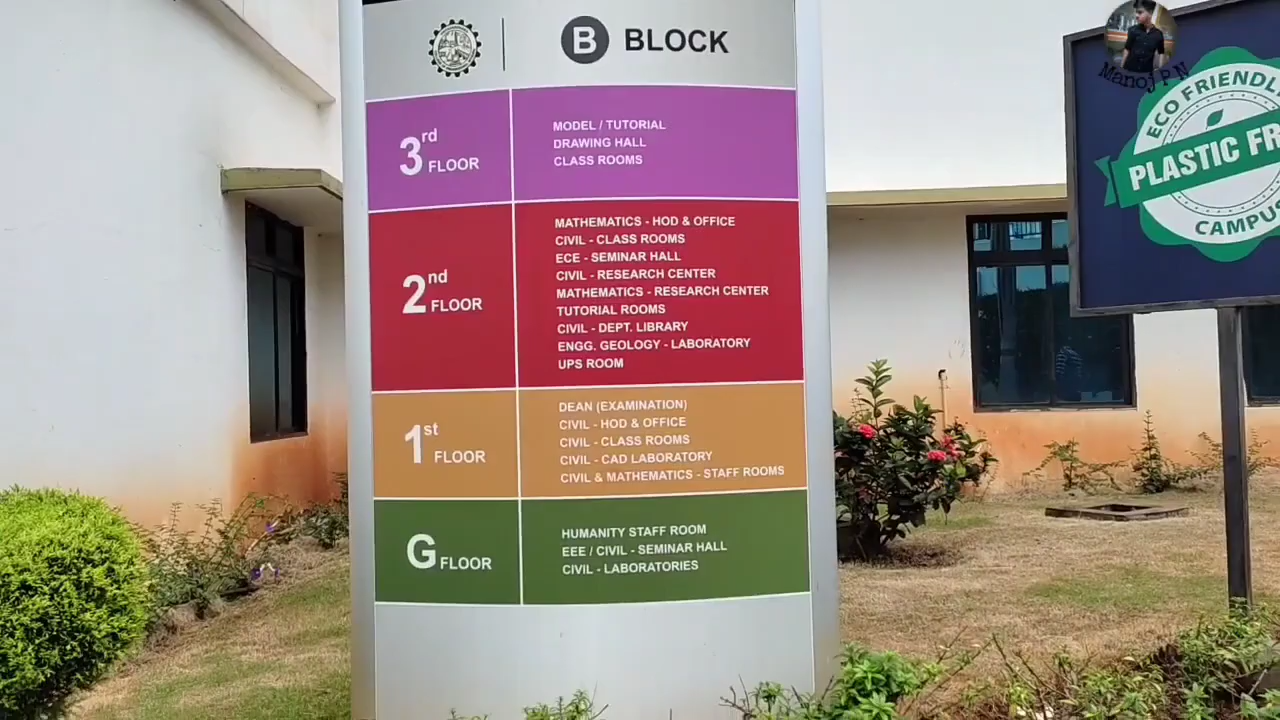 B BLOCK
3rd FLOOR
MODEL / TUTORIAL
DRAWING HALL
CLASS ROOMS
2nd FLOOR
MATHEMATICS - HOD & OFFICE
CIVIL - CLASS ROOMS
ECE - SEMINAR HALL
CIVIL - RESEARCH CENTER
MATHEMATICS - RESEARCH CENTER
TUTORIAL ROOMS
CIVIL - DEPT. LIBRARY
ENGG. GEOLOGY - LABORATORY
UPS ROOM
1st FLOOR
DEAN (EXAMINATION)
CIVIL - HOD & OFFICE
CIVIL - CLASS ROOMS
CIVIL - CAD LABORATORY
CIVIL & MATHEMATICS - STAFF ROOMS
G FLOOR
HUMANITY STAFF ROOM
EEE / CIVIL - SEMINAR HALL
CIVIL - LABORATORIES
Manoj P N
ECO FRIENDL
PLASTIC FR
CAMPU